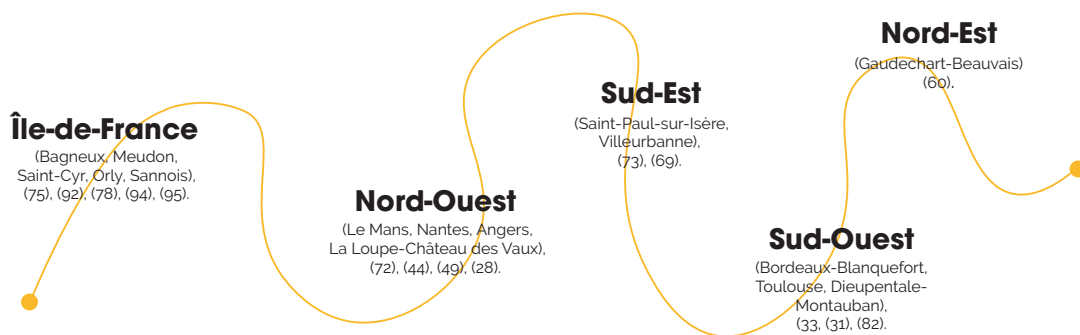 Île-de-France
(Bagneux, Meudon,
Saint-Cyr, Orly, Sannois),
(75), (92), (78), (94), (95).
Nord-Ouest
(Le Mans, Nantes, Angers,
La Loupe-Château des Vaux),
(72), (44), (49), (28).
Sud-Est
(Saint-Paul-sur-Isère,
Villeurbanne),
(73), (69).
Sud-Ouest
(Bordeaux-Blanquefort,
Toulouse, Dieupentale-
Montauban),
(33, (31), (82).
Nord-Est
(Gaudechart-Beauvais)
(60).